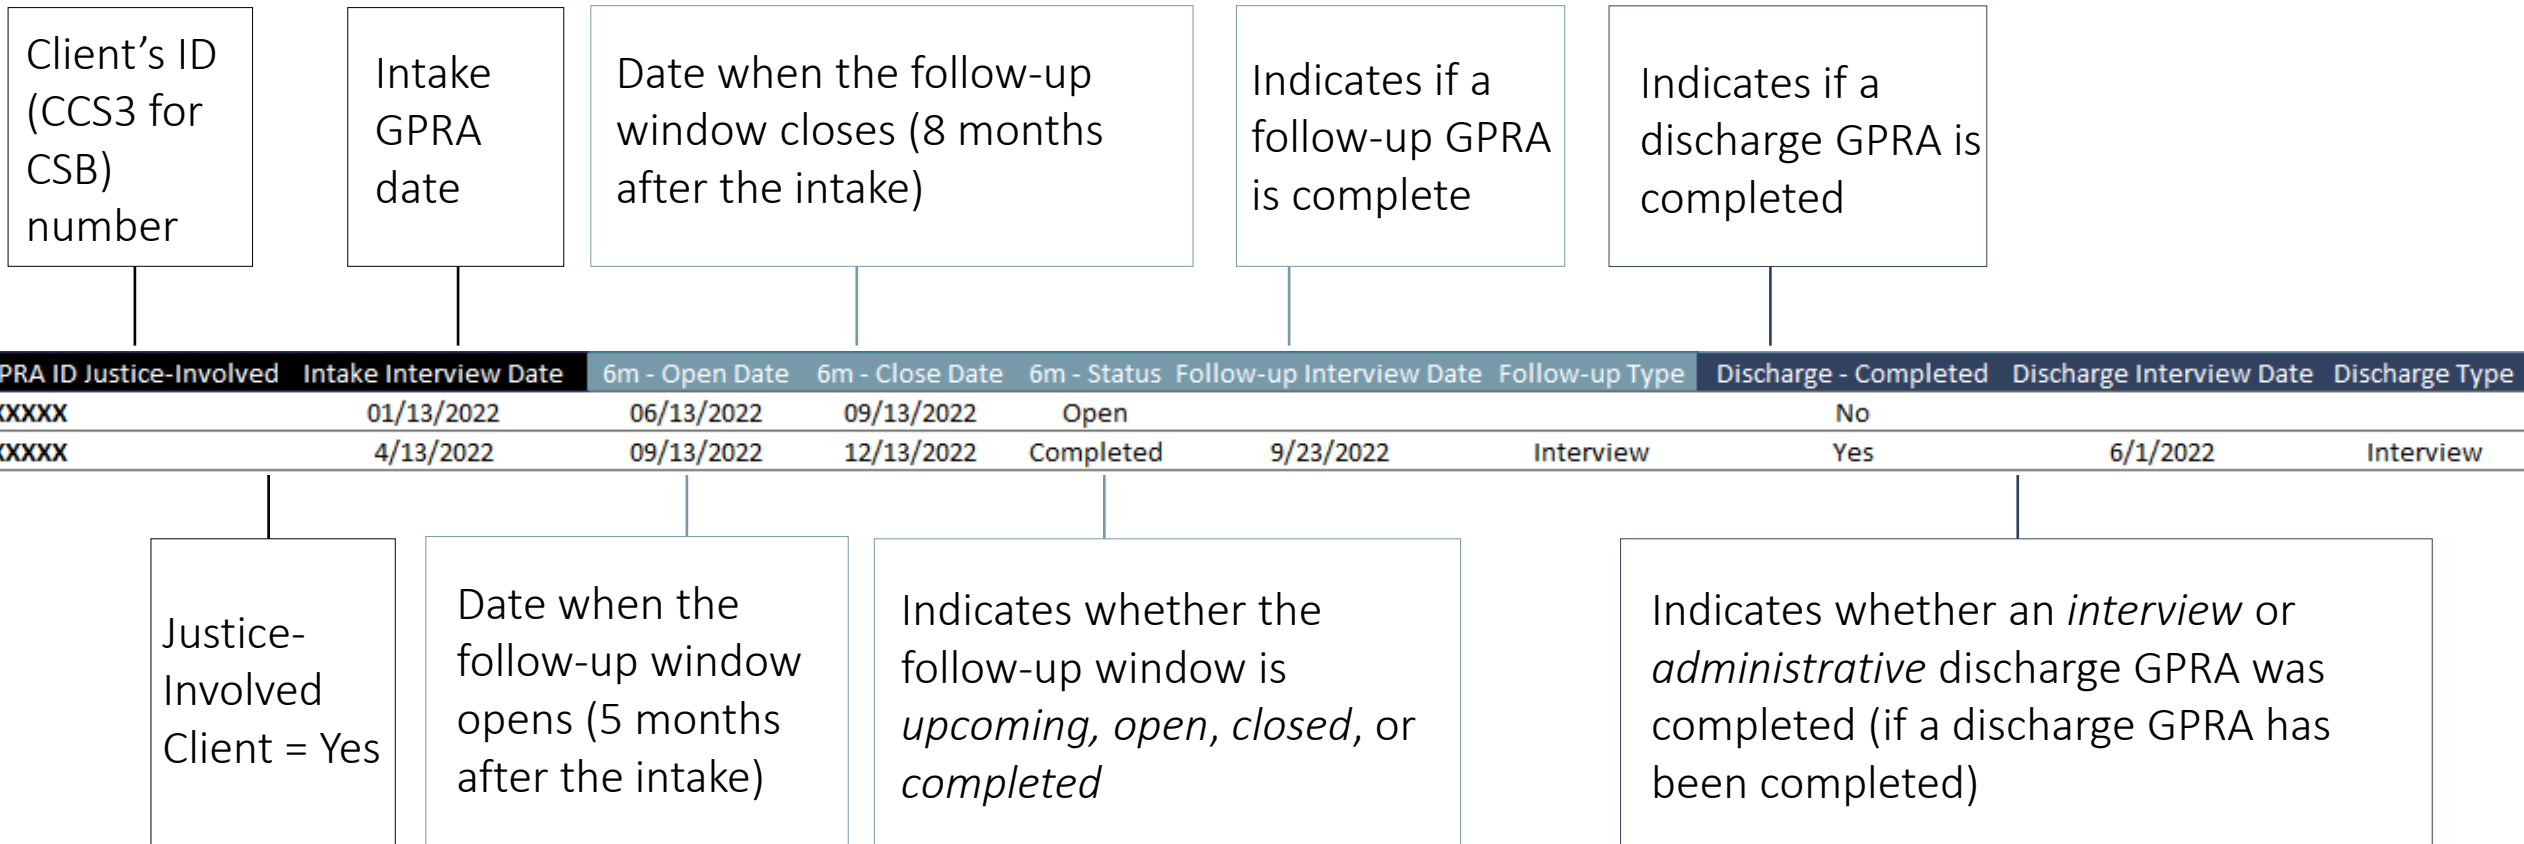 Client's ID
(CCS3 for
CSB)
number
Intake
GPRA
date
Date when the follow-up
window closes (8 months
after the intake)
Indicates if a
follow-up GPRA
is complete
Indicates if a
discharge GPRA is
completed
PRA ID Justice-Involved Intake Interview Date 6m - Open Date 6m - Close Date 6m - Status Follow-up Interview Date Follow-up Type Discharge - Completed Discharge Interview Date Discharge Type
XXXXX 01/13/2022 06/13/2022 09/13/2022 Open No
XXXXX 4/13/2022 09/13/2022 12/13/2022 Completed 9/23/2022 Interview Yes 6/1/2022 Interview
Justice-
Involved
Client = Yes
Date when the
follow-up window
opens (5 months
after the intake)
Indicates whether the
follow-up window is
upcoming, open, closed, or
completed
Indicates whether an interview or
administrative discharge GPRA was
completed (if a discharge GPRA has
been completed)